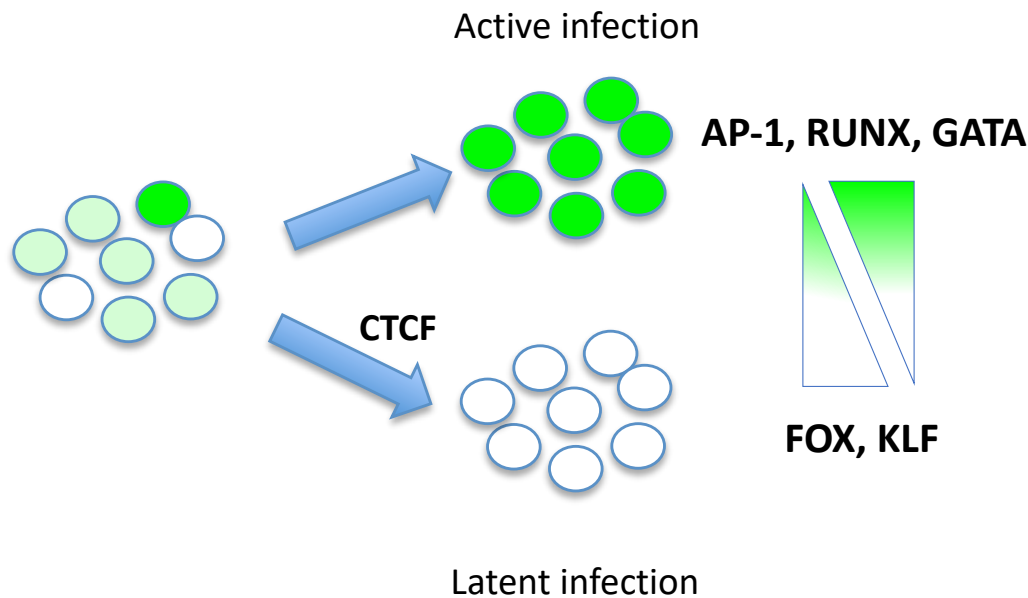 Active infection
AP-1, RUNX, GATA
CTCF
FOX, KLF
Latent infection